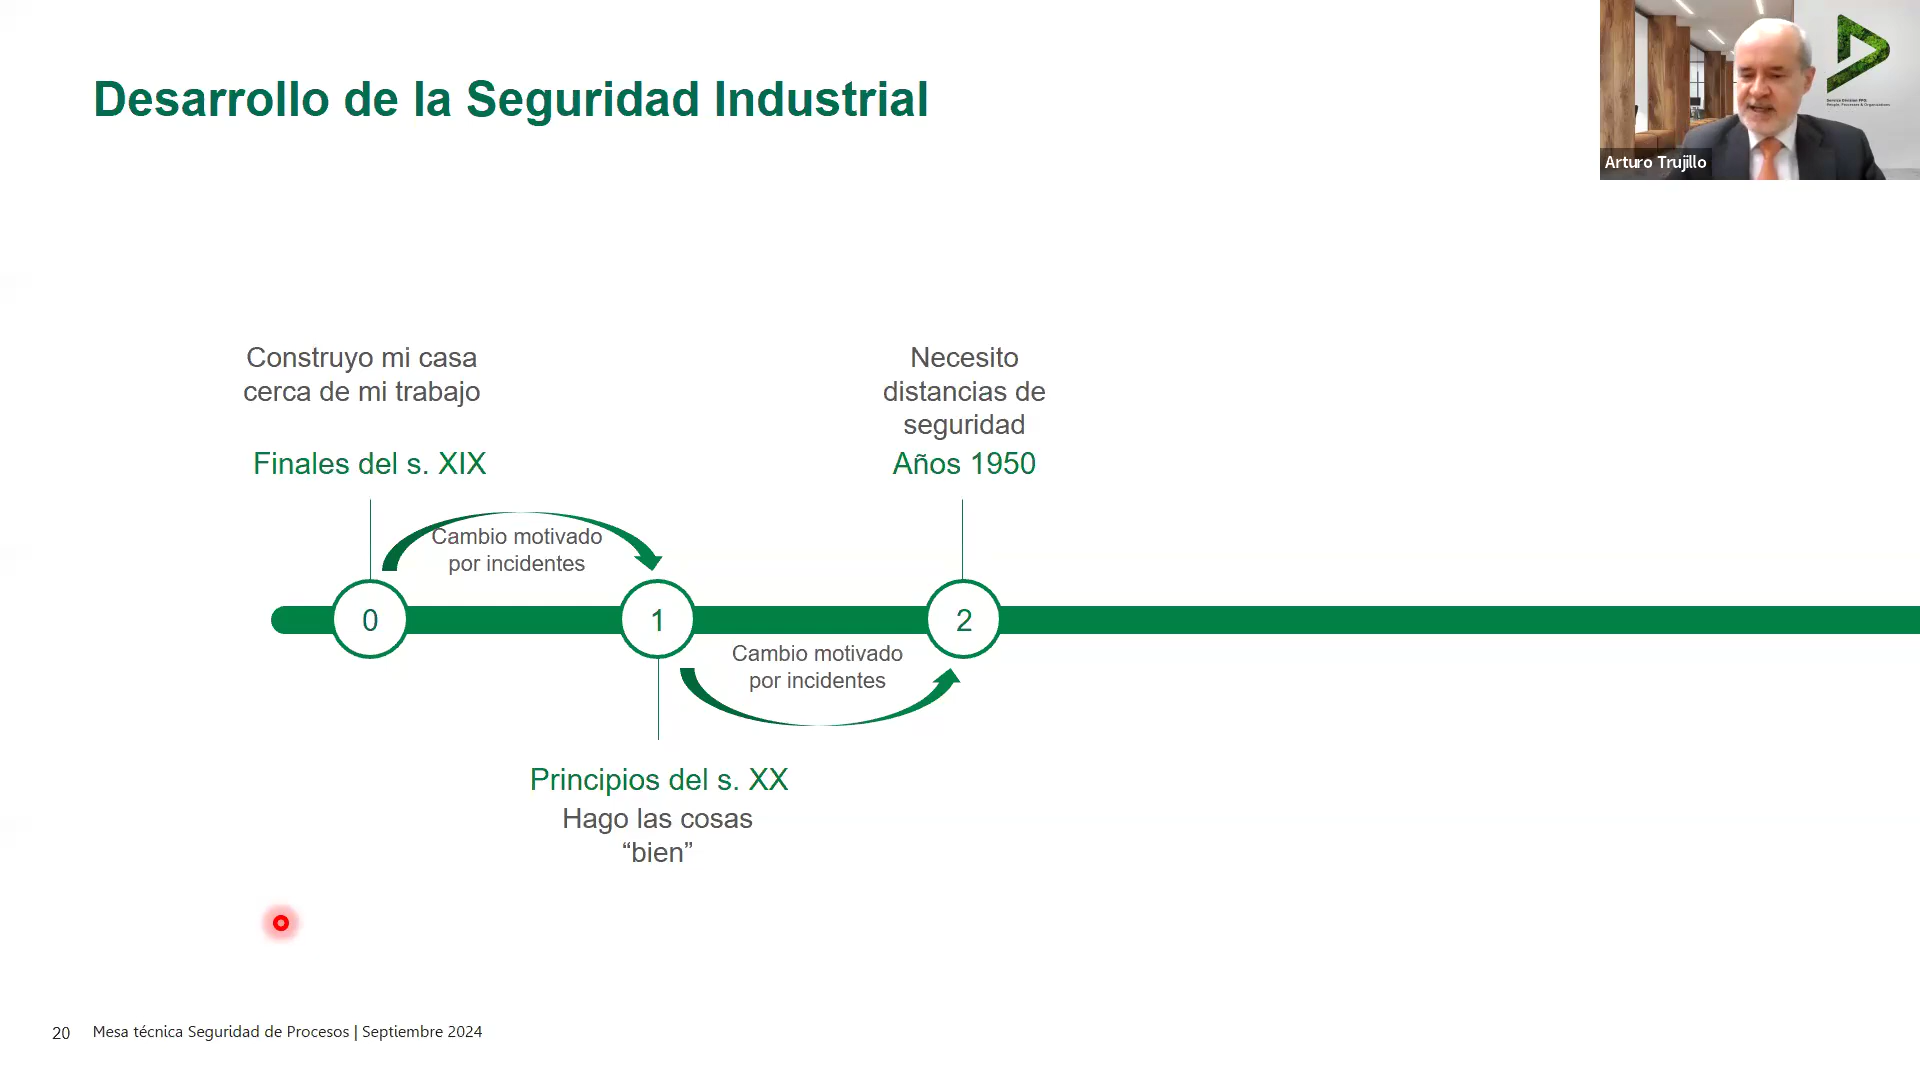 Desarrollo de la Seguridad Industrial
Arturo Trujillo
Construyo mi casa
cerca de mi trabajo
Finales del s. XIX
Necesito
distancias de
seguridad
Años 1950
Cambio motivado
por incidentes
0
1
2
Cambio motivado
por incidentes
Principios del s. XX
Hago las cosas
“bien”
20 Mesa técnica Seguridad de Procesos | Septiembre 2024